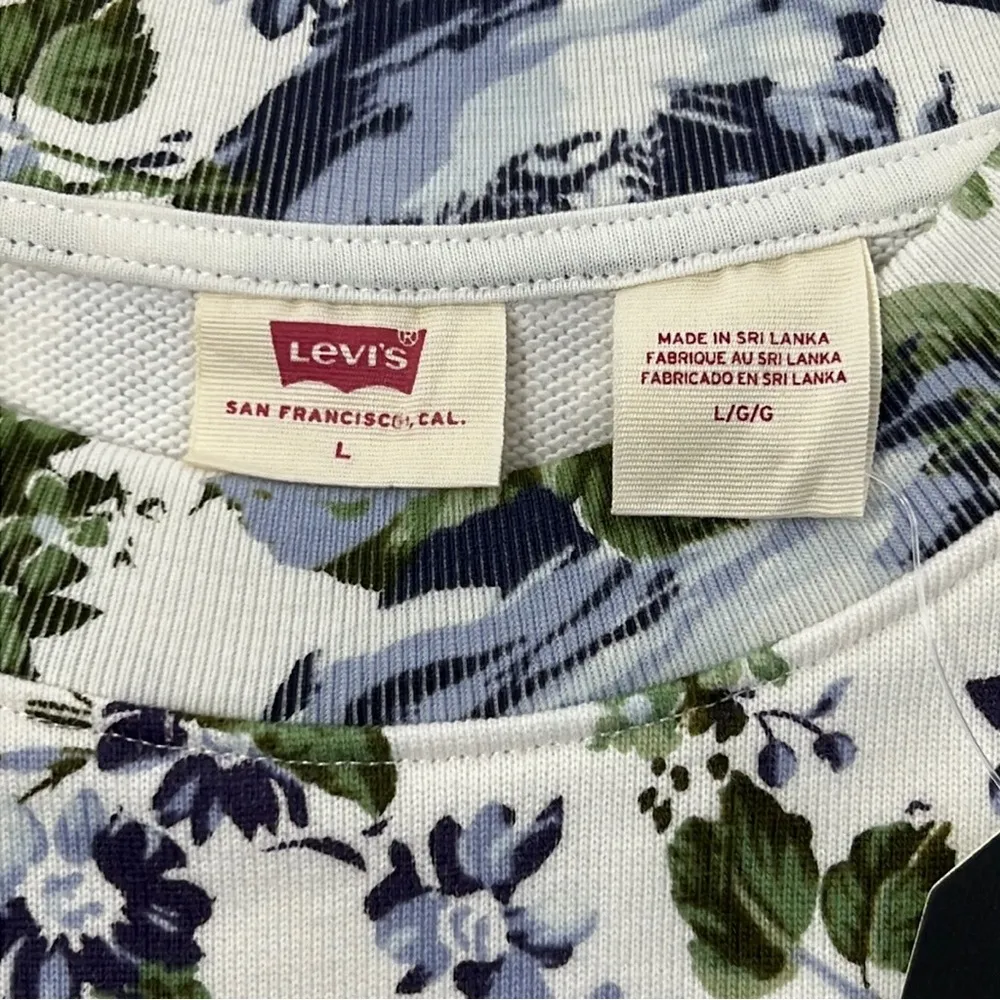 Levi's®
SAN FRANCISCO, CAL.
L
MADE IN SRI LANKA
FABRIQUE AU SRI LANKA
FABRICADO EN SRI LANKA
L/G/G